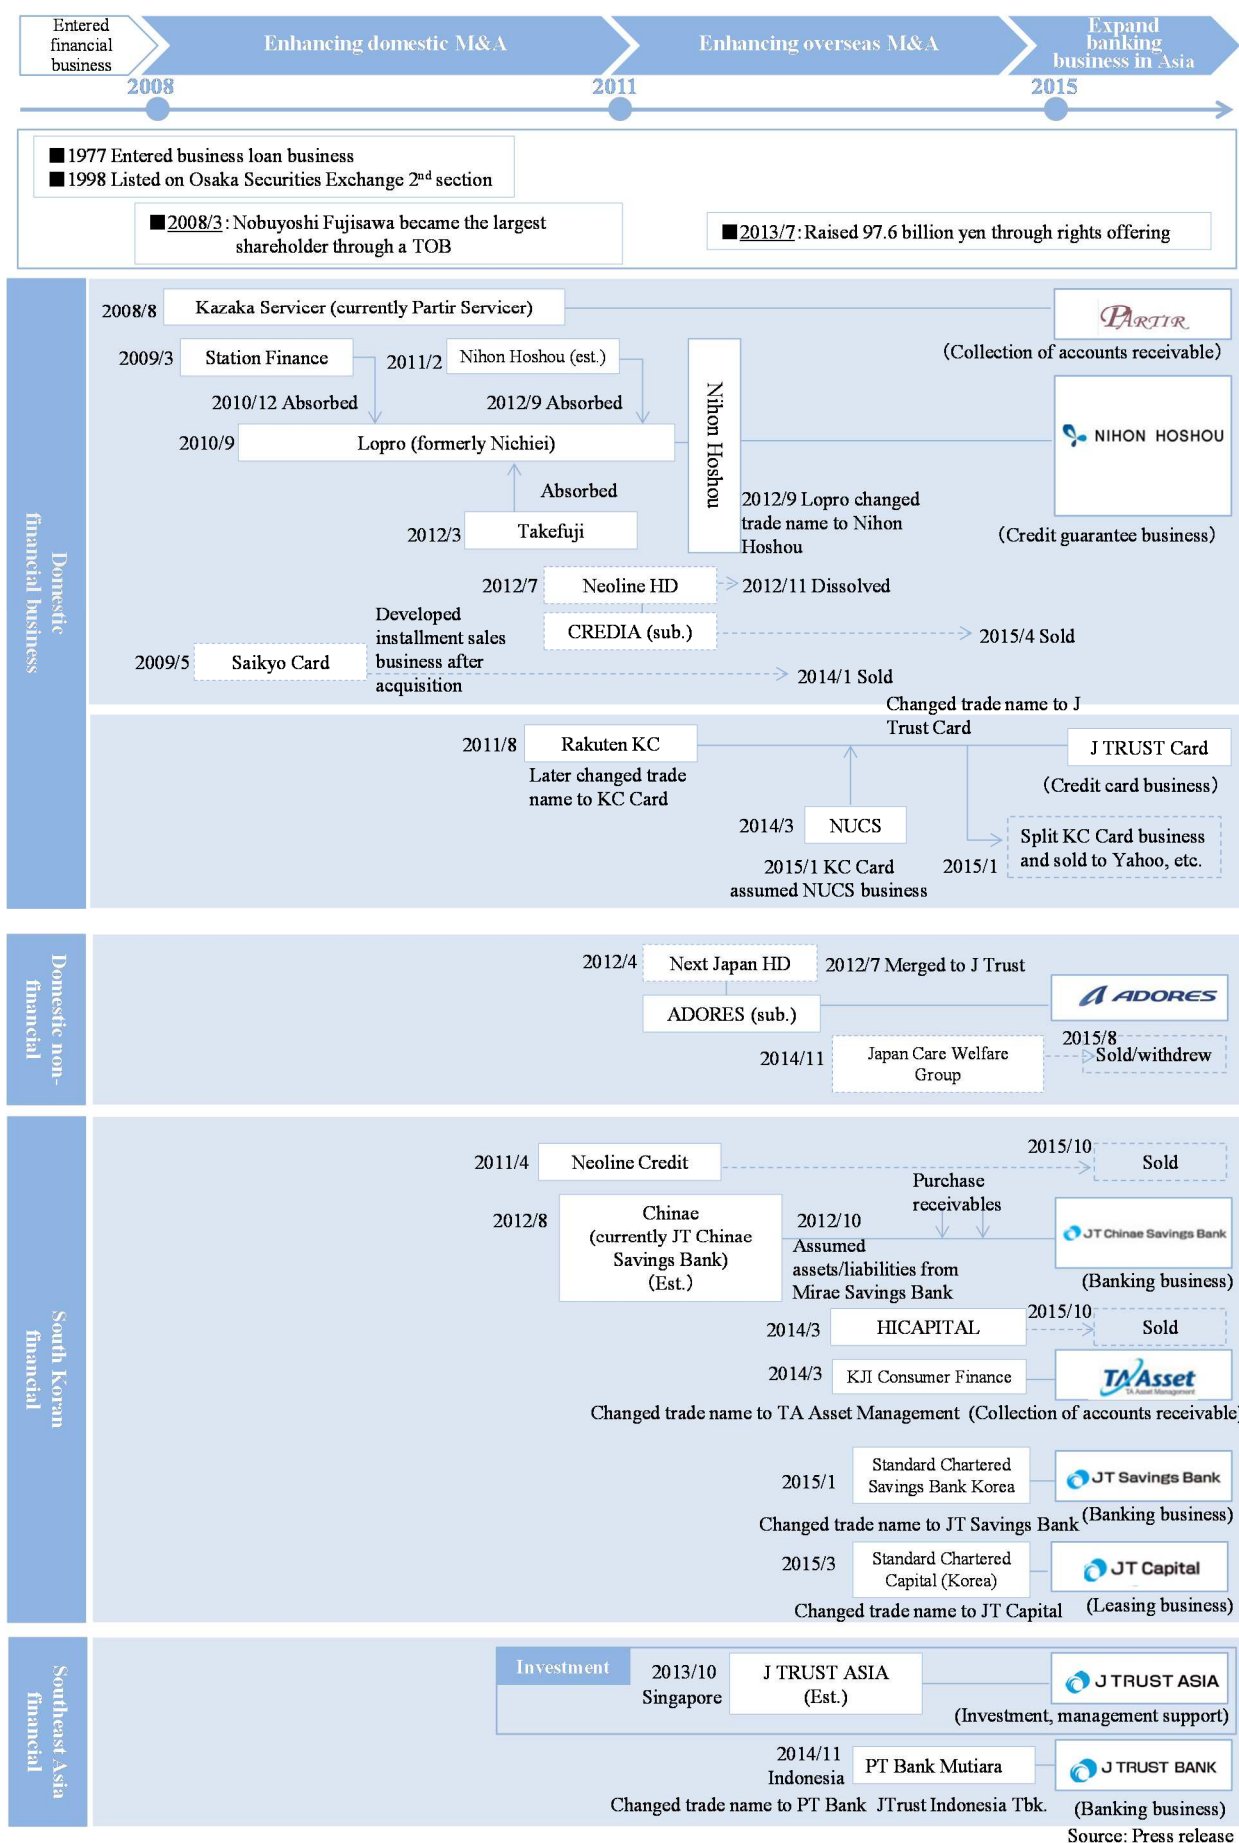 Entered
financial
business
Enhancing domestic M&A
Enhancing overseas M&A
Expand
banking
business in Asia
2008
2011
2015
■1977 Entered business loan business
■1998 Listed on Osaka Securities Exchange 2nd section
■2008/3: Nobuyoshi Fujisawa became the largest
shareholder through a TOB
■2013/7: Raised 97.6 billion yen through rights offering
Domestic
financial business
2008/8
Kazaka Servicer (currently Partir Servicer)
PARTIR
(Collection of accounts receivable)
2009/3
Station Finance
2011/2
Nihon Hoshou (est.)
2010/12 Absorbed
2012/9 Absorbed
2010/9
Lopro (formerly Nichiei)
Nihon Hoshou
NIHON HOSHOU
(Credit guarantee business)
Absorbed
2012/3
Takefuji
2012/9 Lopro changed
trade name to Nihon
Hoshou
2012/7
Neoline HD
2012/11 Dissolved
CREDIA (sub.)
2015/4 Sold
2009/5
Saikyo Card
Developed
installment sales
business after
acquisition
2014/1 Sold
Changed trade name to J
Trust Card
2011/8
Rakuten KC
J TRUST Card
Later changed trade
name to KC Card
(Credit card business)
2014/3
NUCS
2015/1 KC Card
assumed NUCS business
2015/1
Split KC Card business
and sold to Yahoo, etc.
Domestic non-
financial
2012/4
Next Japan HD
2012/7 Merged to J Trust
ADORES (sub.)
ADORES
2014/11
Japan Care Welfare
Group
2015/8
Sold/withdrew
South Koran
financial
2011/4
Neoline Credit
2015/10
Sold
2012/8
Chinae
(currently JT Chinae
Savings Bank)
(Est.)
2012/10
Assumed
assets/liabilities from
Mirae Savings Bank
Purchase
receivables
JT Chinae Savings Bank
(Banking business)
2014/3
HICAPITAL
2015/10
Sold
2014/3
KJI Consumer Finance
TA Asset
TA Asset Management
Changed trade name to TA Asset Management (Collection of accounts receivable)
2015/1
Standard Chartered
Savings Bank Korea
JT Savings Bank
Changed trade name to JT Savings Bank
(Banking business)
2015/3
Standard Chartered
Capital (Korea)
JT Capital
Changed trade name to JT Capital
(Leasing business)
Southeast Asia
financial
Investment
2013/10
Singapore
J TRUST ASIA
(Est.)
J TRUST ASIA
(Investment, management support)
2014/11
Indonesia
PT Bank Mutiara
J TRUST BANK
Changed trade name to PT Bank JTrust Indonesia Tbk.
(Banking business)
Source: Press release